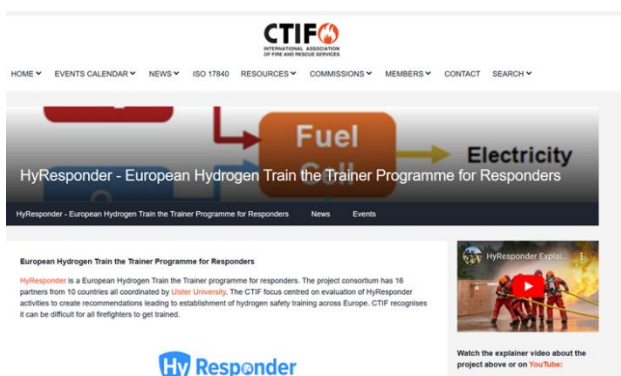 CTIF
INTERNATIONAL ASSOCIATION
OF FIRE AND RESCUE SERVICES
HOME EVENTS CALENDAR NEWS ISO 17840 RESOURCES COMMISSIONS MEMBERS CONTACT SEARCH
Fuel
Cell
Electricity
HyResponder - European Hydrogen Train the Trainer Programme for Responders
HyResponder - European Hydrogen Train the Trainer Programme for Responders News Events
European Hydrogen Train the Trainer Programme for Responders
HyResponder is a European Hydrogen Train the Trainer programme for responders. The project consortium has 16
partners from 10 countries all coordinated by Ulster University. The CTIF focus centred on evaluation of HyResponder
activities to create recommendations leading to establishment of hydrogen safety training across Europe. CTIF recognises
it can be difficult for all firefighters to get trained.
Hy Responder
HyResponder Explai...
Watch the explainer video about the
project above or on YouTube: